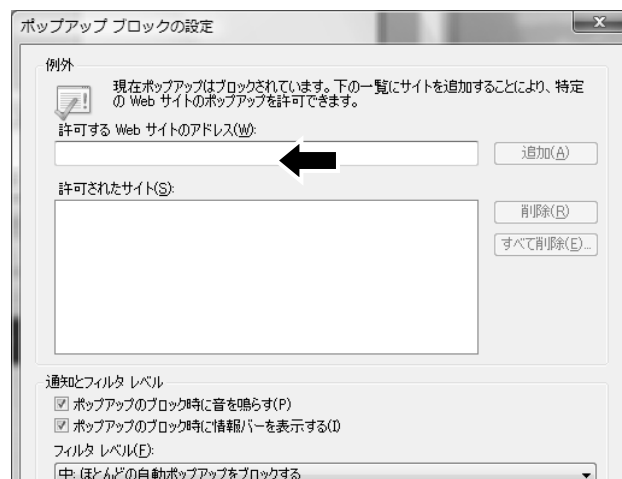 ポップアップ ブロックの設定
例外
現在ポップアップはブロックされています。下の一覧にサイトを追加することにより、特定
の Web サイトのポップアップを許可できます。
許可する Web サイトのアドレス(W):
追加(A)
許可されたサイト(S):
削除(R)
すべて削除(E)...
通知とフィルタ レベル
ポップアップのブロック時に音を鳴らす(P)
ポップアップのブロック時に情報バーを表示する(I)
フィルタ レベル(F):
中: ほとんどの自動ポップアップをブロックする